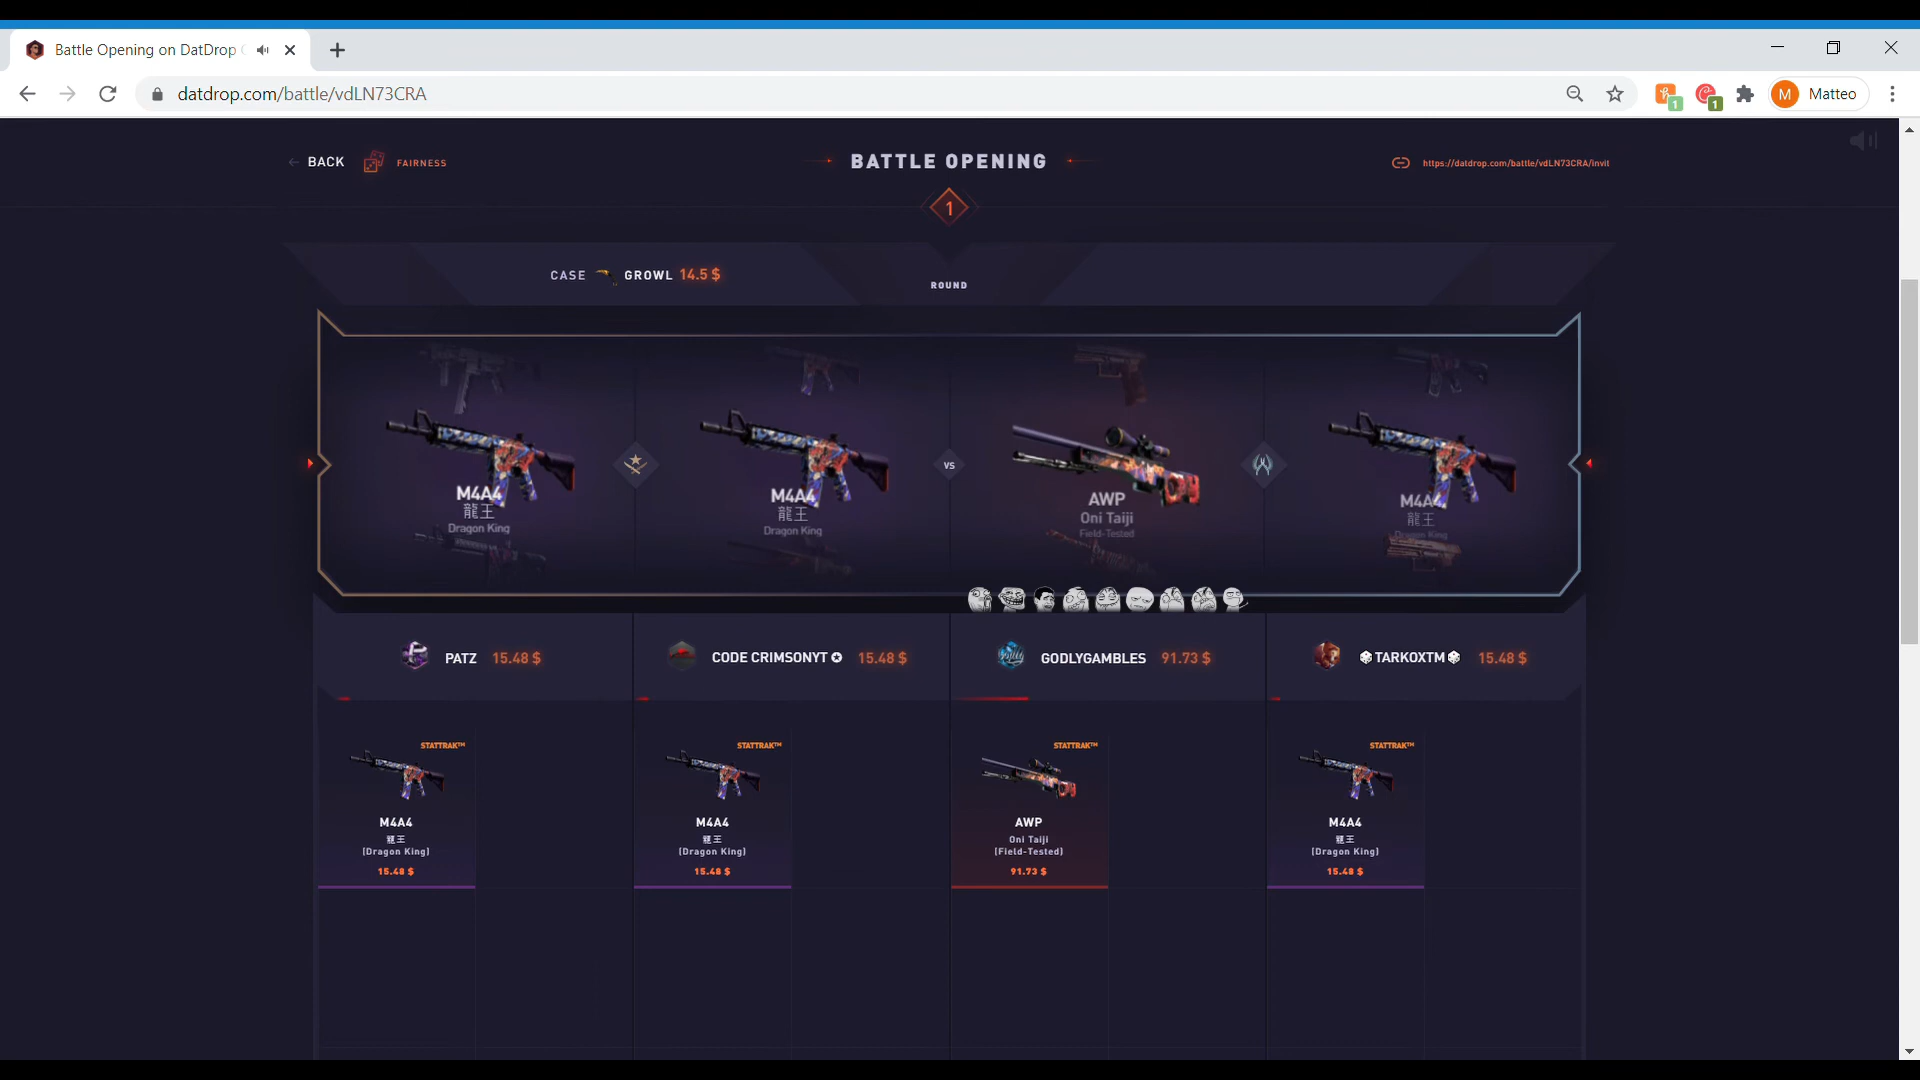 Battle Opening on DatDrop
datdrop.com/battle/vdLN73CRA
1
1
M
Matteo
BACK
FAIRNESS
BATTLE OPENING
https://datdrop.com/battle/vdLN73CRA/invit
1
CASE GROWL 14.5 $
ROUND
M4A4
龍王
Dragon King
M4A4
龍王
Dragon King
VS
AWP
Oni Taiji
Field-Tested
M4A4
龍王
Dragon King
PATZ 15.48 $
CODE CRIMSONYT ✪ 15.48 $
GODLYGAMBLES 91.73 $
🎲TARKOXTM🎲 15.48 $
STATTRAK™
M4A4
龍王
(Dragon King)
15.48 $
STATTRAK™
M4A4
龍王
(Dragon King)
15.48 $
STATTRAK™
AWP
Oni Taiji
(Field-Tested)
91.73 $
STATTRAK™
M4A4
龍王
(Dragon King)
15.48 $